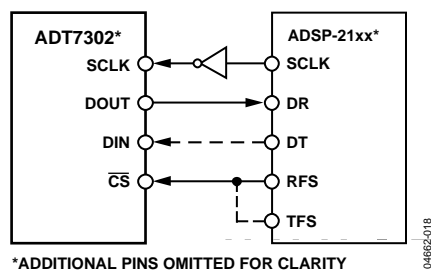 ADT7302*
ADSP-21xx*
SCLK
SCLK
DOUT
DR
DIN
DT
CS
RFS
TFS
*ADDITIONAL PINS OMITTED FOR CLARITY
04662-018